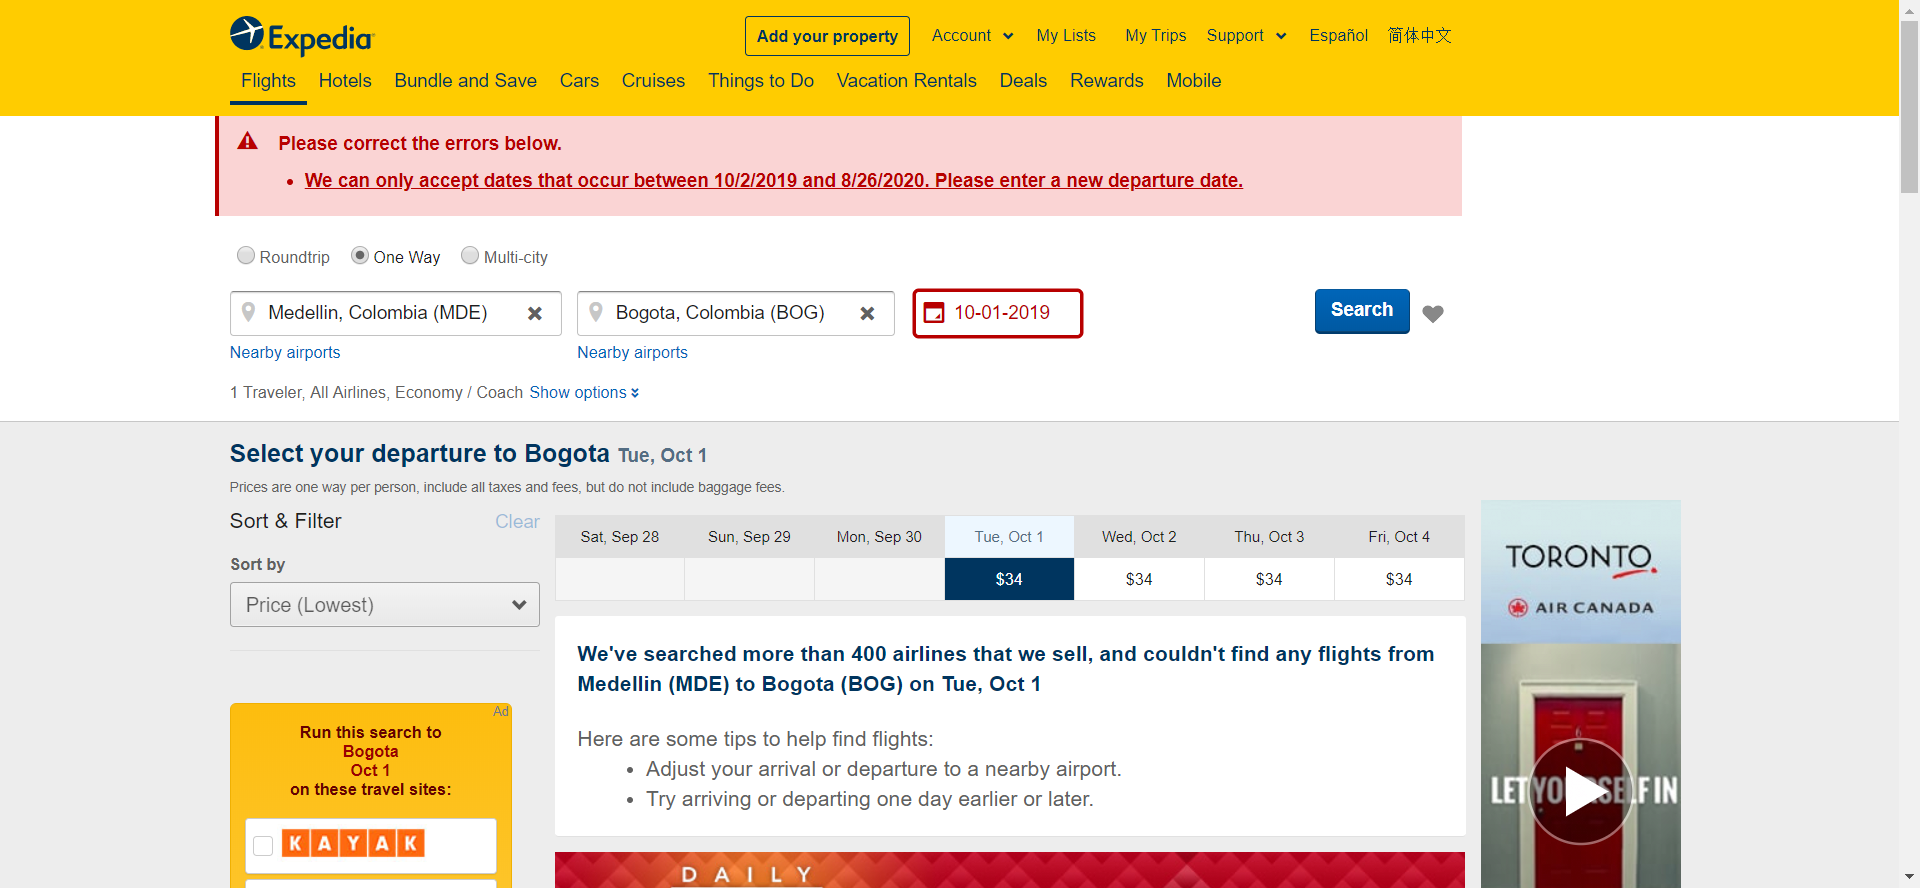 Expedia
Add your property
Account
My Lists
My Trips
Support
Español
简体中文
Flights
Hotels
Bundle and Save
Cars
Cruises
Things to Do
Vacation Rentals
Deals
Rewards
Mobile
Please correct the errors below.
We can only accept dates that occur between 10/2/2019 and 8/26/2020. Please enter a new departure date.
Roundtrip
One Way
Multi-city
Medellin, Colombia (MDE)
Bogota, Colombia (BOG)
10-01-2019
Search
Nearby airports
Nearby airports
1 Traveler, All Airlines, Economy / Coach Show options
Select your departure to Bogota Tue, Oct 1
Prices are one way per person, include all taxes and fees, but do not include baggage fees.
Sort & Filter
Clear
Sort by
Price (Lowest)
Sat, Sep 28
Sun, Sep 29
Mon, Sep 30
Tue, Oct 1
Wed, Oct 2
Thu, Oct 3
Fri, Oct 4
$34
$34
$34
$34
We've searched more than 400 airlines that we sell, and couldn't find any flights from
Medellin (MDE) to Bogota (BOG) on Tue, Oct 1
Here are some tips to help find flights:
Adjust your arrival or departure to a nearby airport.
Try arriving or departing one day earlier or later.
Ad
Run this search to
Bogota
Oct 1
on these travel sites:
KAYAK
DAILY
TORONTO
AIR CANADA
6
LET YOURSELF IN